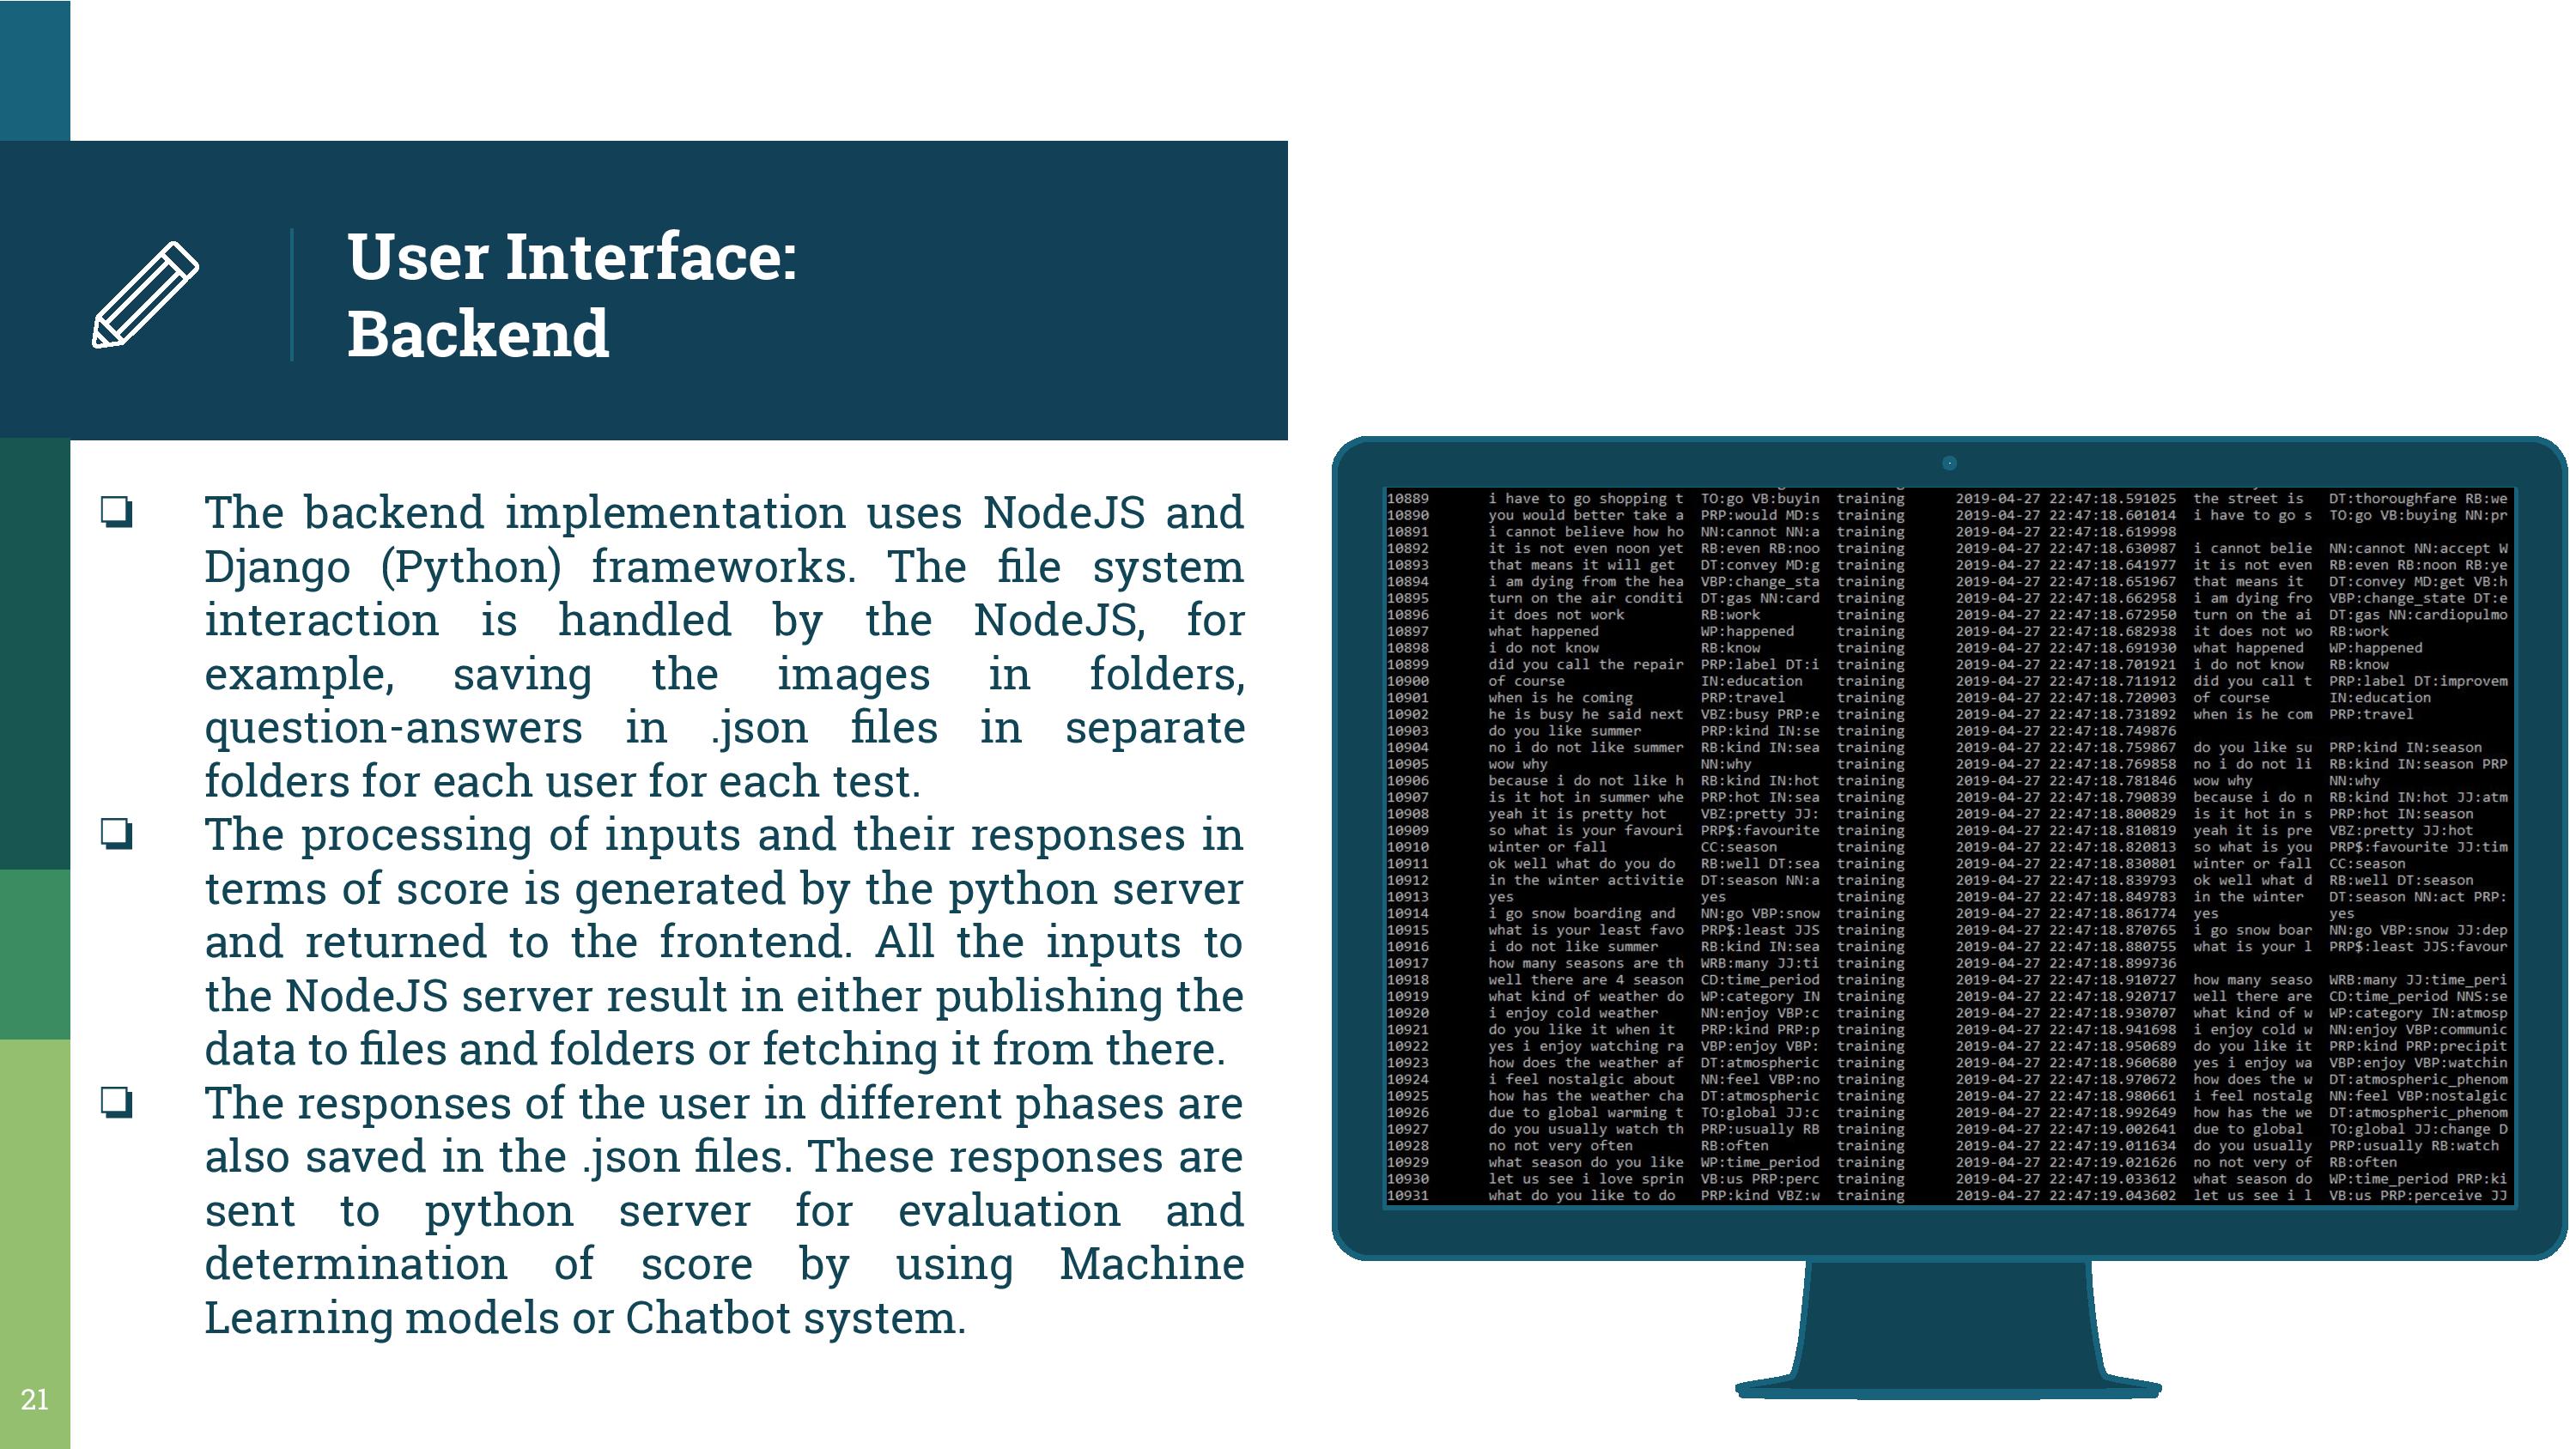 User Interface:
Backend
The backend implementation uses NodeJS and
Django (Python) frameworks. The file system
interaction is handled by the NodeJS, for
example, saving the images in folders,
question-answers in .json files in separate
folders for each user for each test.
The processing of inputs and their responses in
terms of score is generated by the python server
and returned to the frontend. All the inputs to
the NodeJS server result in either publishing the
data to files and folders or fetching it from there.
The responses of the user in different phases are
also saved in the .json files. These responses are
sent to python server for evaluation and
determination of score by using Machine
Learning models or Chatbot system.
21
10889 i have to go shopping t TO:go VB:buyin training 2019-04-27 22:47:18.591025 the street is DT:thoroughfare RB:we
10890 you would better take a PRP:would MD:s training 2019-04-27 22:47:18.601014 i have to go s TO:go VB:buying NN:pr
10891 i cannot believe how ho NN:cannot NN:a training 2019-04-27 22:47:18.619998
10892 it is not even noon yet RB:even RB:noo training 2019-04-27 22:47:18.630987 i cannot belie NN:cannot NN:accept W
10893 that means it will get DT:convey MD:g training 2019-04-27 22:47:18.641977 it is not even RB:even RB:noon RB:ye
10894 i am dying from the hea VBP:change_sta training 2019-04-27 22:47:18.651967 that means it DT:convey MD:get VB:h
10895 turn on the air conditi DT:gas NN:card training 2019-04-27 22:47:18.662958 i am dying fro VBP:change_state DT:e
10896 it does not work RB:work training 2019-04-27 22:47:18.672950 turn on the ai DT:gas NN:cardiopulmo
10897 what happened WP:happened training 2019-04-27 22:47:18.682938 it does not wo RB:work
10898 i do not know RB:know training 2019-04-27 22:47:18.691930 what happened WP:happened
10899 did you call the repair PRP:label DT:i training 2019-04-27 22:47:18.701921 i do not know RB:know
10900 of course IN:education training 2019-04-27 22:47:18.711912 did you call t PRP:label DT:improvem
10901 when is he coming PRP:travel training 2019-04-27 22:47:18.720903 of course IN:education
10902 he is busy he said next VBZ:busy PRP:e training 2019-04-27 22:47:18.731892 when is he com PRP:travel
10903 do you like summer PRP:kind IN:se training 2019-04-27 22:47:18.749876
10904 no i do not like summer RB:kind IN:sea training 2019-04-27 22:47:18.759867 do you like su PRP:kind IN:season
10905 wow why NN:why training 2019-04-27 22:47:18.769858 no i do not li RB:kind IN:season PRP
10906 because i do not like h RB:kind IN:hot training 2019-04-27 22:47:18.781846 wow why NN:why
10907 is it hot in summer whe PRP:hot IN:sea training 2019-04-27 22:47:18.790839 because i do n RB:kind IN:hot JJ:atm
10908 yeah it is pretty hot VBZ:pretty JJ: training 2019-04-27 22:47:18.800829 is it hot in s PRP:hot IN:season
10909 so what is your favouri PRP$:favourite training 2019-04-27 22:47:18.810819 yeah it is pre VBZ:pretty JJ:hot
10910 winter or fall CC:season training 2019-04-27 22:47:18.820813 so what is you PRP$:favourite JJ:tim
10911 ok well what do you do RB:well DT:sea training 2019-04-27 22:47:18.830801 winter or fall CC:season
10912 in the winter activitie DT:season NN:a training 2019-04-27 22:47:18.839793 ok well what d RB:well DT:season
10913 yes yes training 2019-04-27 22:47:18.849783 in the winter DT:season NN:act PRP:
10914 i go snow boarding and NN:go VBP:snow training 2019-04-27 22:47:18.861774 yes yes
10915 what is your least favo PRP$:least JJS training 2019-04-27 22:47:18.870765 i go snow boar NN:go VBP:snow JJ:dep
10916 i do not like summer RB:kind IN:sea training 2019-04-27 22:47:18.880755 what is your l PRP$:least JJS:favour
10917 how many seasons are th WRB:many JJ:ti training 2019-04-27 22:47:18.899736
10918 well there are 4 season CD:time_period training 2019-04-27 22:47:18.910727 how many seaso WRB:many JJ:time_peri
10919 what kind of weather do WP:category IN training 2019-04-27 22:47:18.920717 well there are CD:time_period NNS:se
10920 i enjoy cold weather NN:enjoy VBP:c training 2019-04-27 22:47:18.930707 what kind of w WP:category IN:atmosp
10921 do you like it when it PRP:kind PRP:p training 2019-04-27 22:47:18.941698 i enjoy cold w NN:enjoy VBP:communic
10922 yes i enjoy watching ra VBP:enjoy VBP: training 2019-04-27 22:47:18.950689 do you like it PRP:kind PRP:precipit
10923 how does the weather af DT:atmospheric training 2019-04-27 22:47:18.960680 yes i enjoy wa VBP:enjoy VBP:watchin
10924 i feel nostalgic about NN:feel VBP:no training 2019-04-27 22:47:18.970672 how does the w DT:atmospheric_phenom
10925 how has the weather cha DT:atmospheric training 2019-04-27 22:47:18.980661 i feel nostalg NN:feel VBP:nostalgic
10926 due to global warming t TO:global JJ:c training 2019-04-27 22:47:18.992649 how has the we DT:atmospheric_phenom
10927 do you usually watch th PRP:usually RB training 2019-04-27 22:47:19.002641 due to global TO:global JJ:change D
10928 no not very often RB:often training 2019-04-27 22:47:19.011634 do you usually PRP:usually RB:watch
10929 what season do you like WP:time_period training 2019-04-27 22:47:19.021626 no not very of RB:often
10930 let us see i love sprin VB:us PRP:perc training 2019-04-27 22:47:19.033612 what season do WP:time_period PRP:ki
10931 what do you like to do PRP:kind VBZ:w training 2019-04-27 22:47:19.043602 let us see i l VB:us PRP:perceive JJ